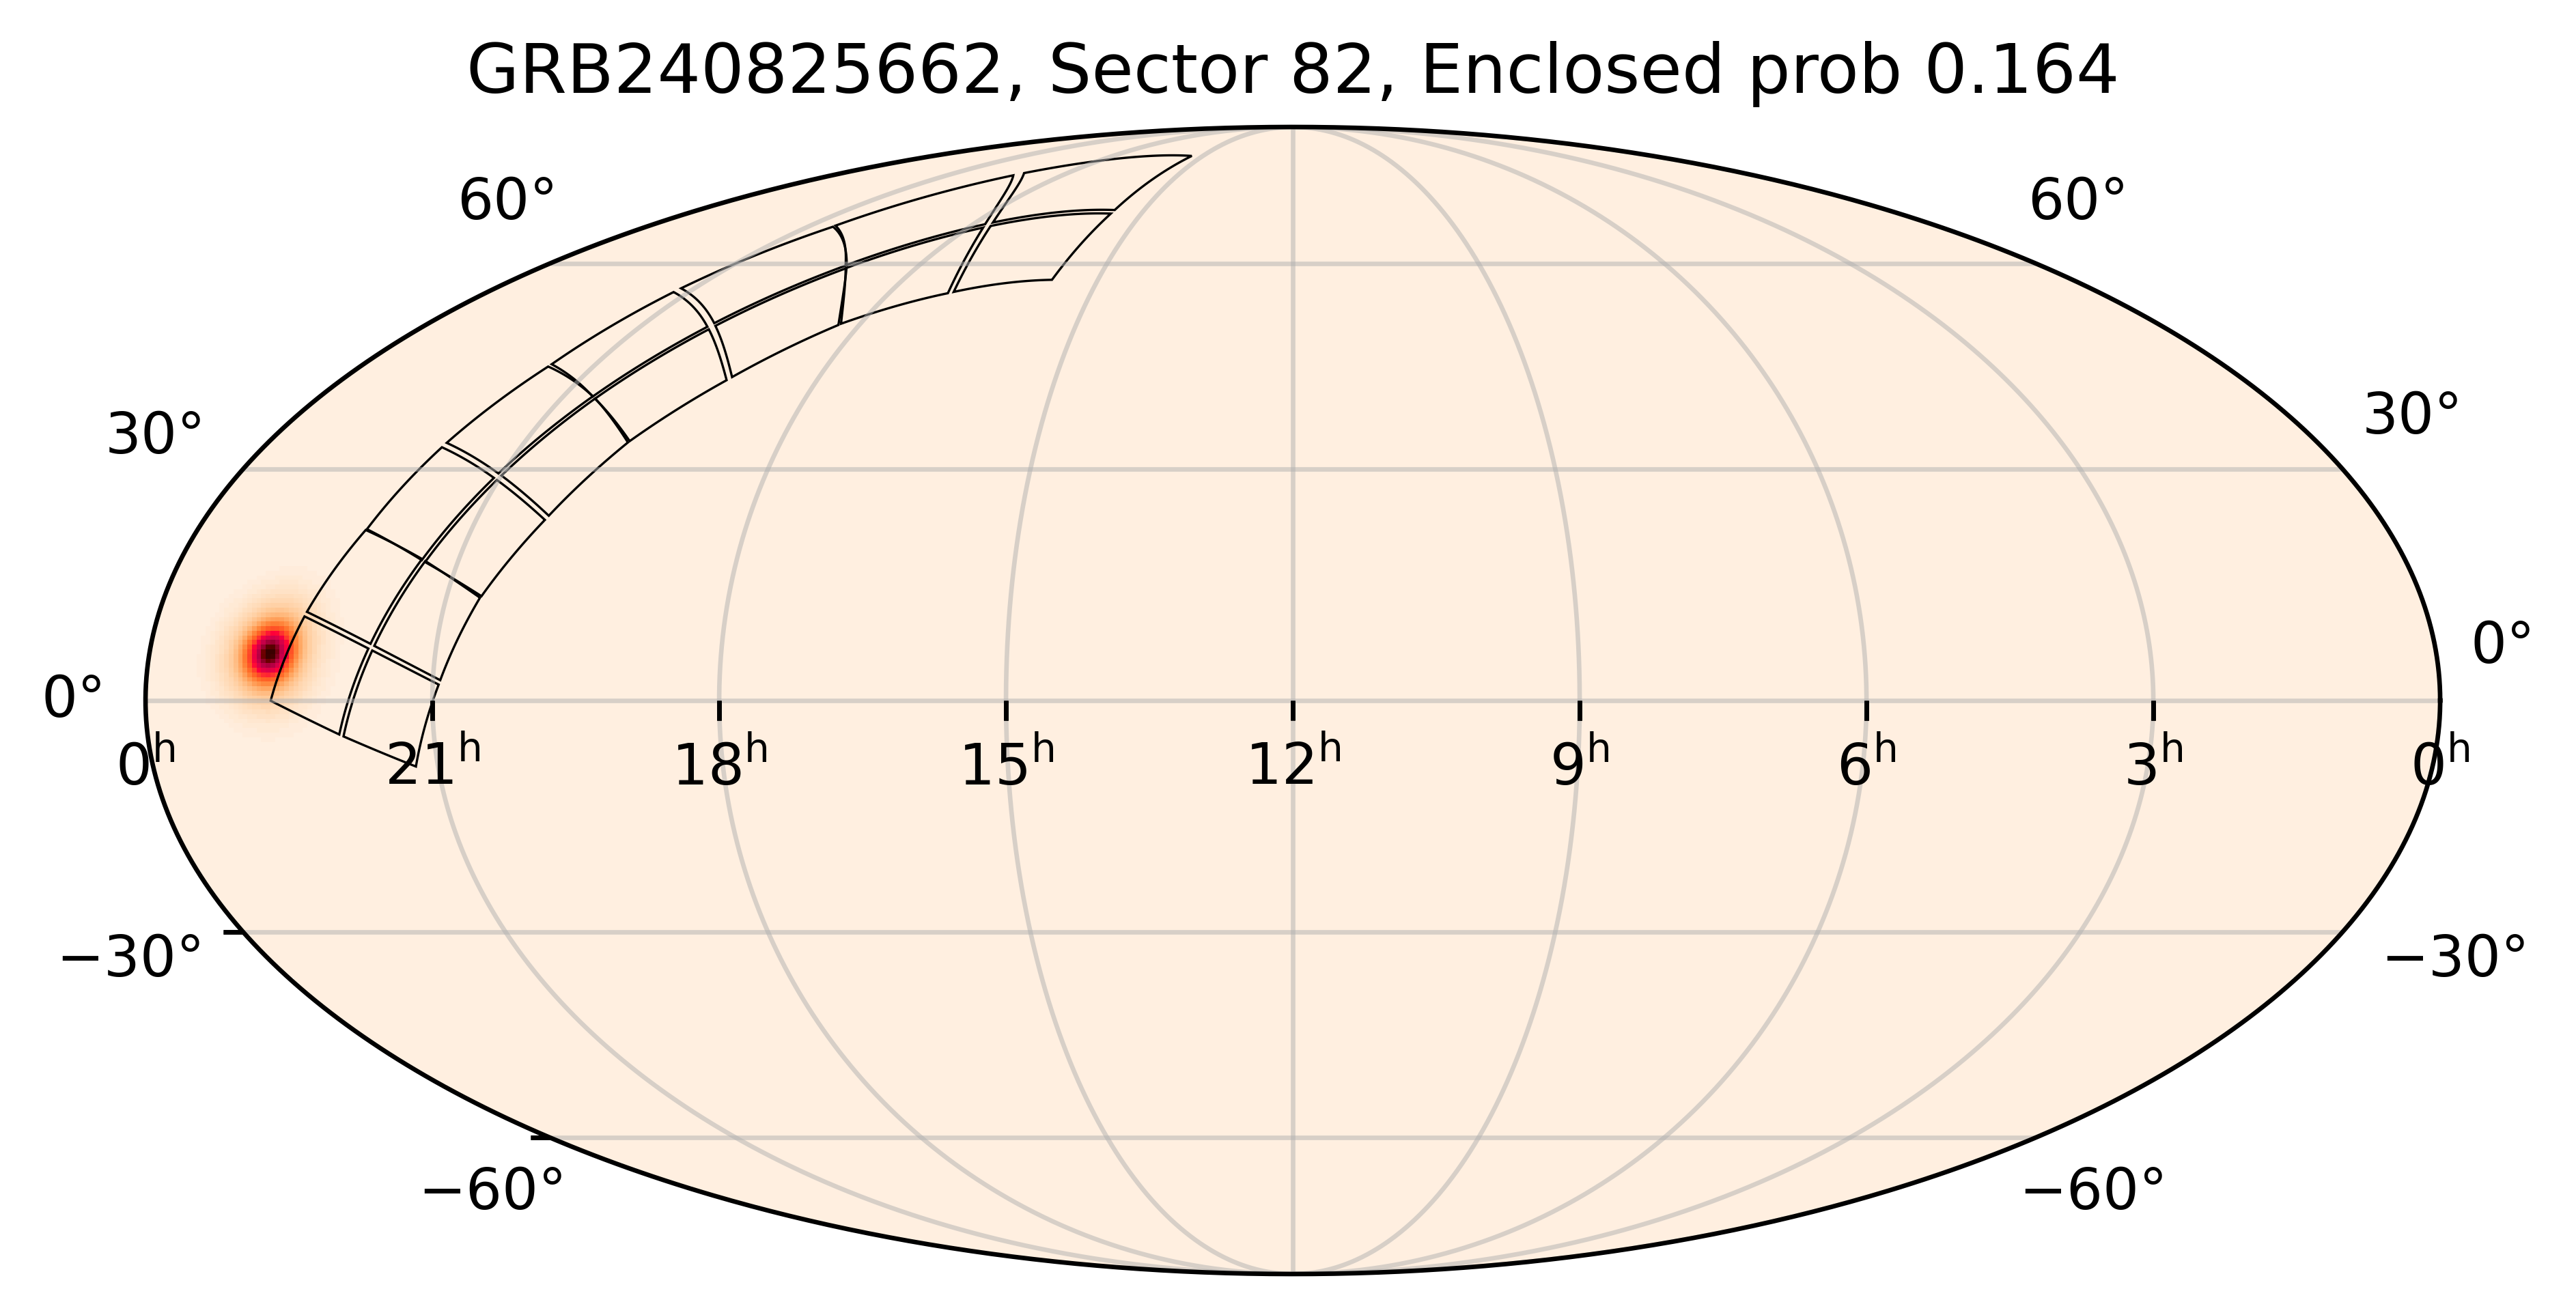 GRB240825662, Sector 82, Enclosed prob 0.164
60° 60°
30° 30°
0° 0°
0h 21h 18h 15h 12h 9h 6h 3h 0h
−30° −30°
−60° −60°